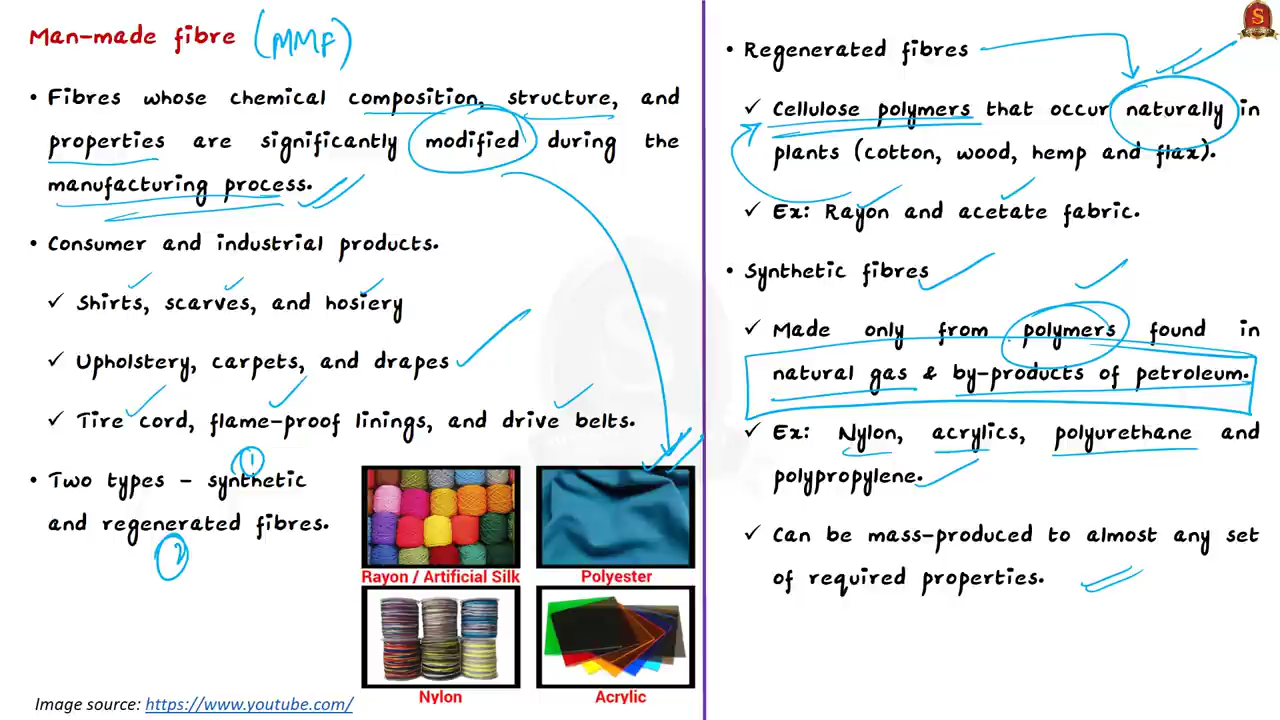 Man-made fibre (MMF)
• Fibres whose chemical composition, structure, and
properties are significantly modified during the
manufacturing process.
• Consumer and industrial products.
✓ Shirts, scarves, and hosiery
✓ Upholstery, carpets, and drapes
✓ Tire cord, flame-proof linings, and drive belts.
1
• Two types – synthetic
and regenerated fibres.
2
Rayon / Artificial Silk
Polyester
Nylon
Acrylic
Image source: https://www.youtube.com/
• Regenerated fibres
✓ Cellulose polymers that occur naturally in
plants (cotton, wood, hemp and flax).
✓ Ex: Rayon and acetate fabric.
• Synthetic fibres
✓ Made only from polymers found in
natural gas & by-products of petroleum.
✓ Ex: Nylon, acrylics, polyurethane and
polypropylene.
✓ Can be mass-produced to almost any set
of required properties.
S